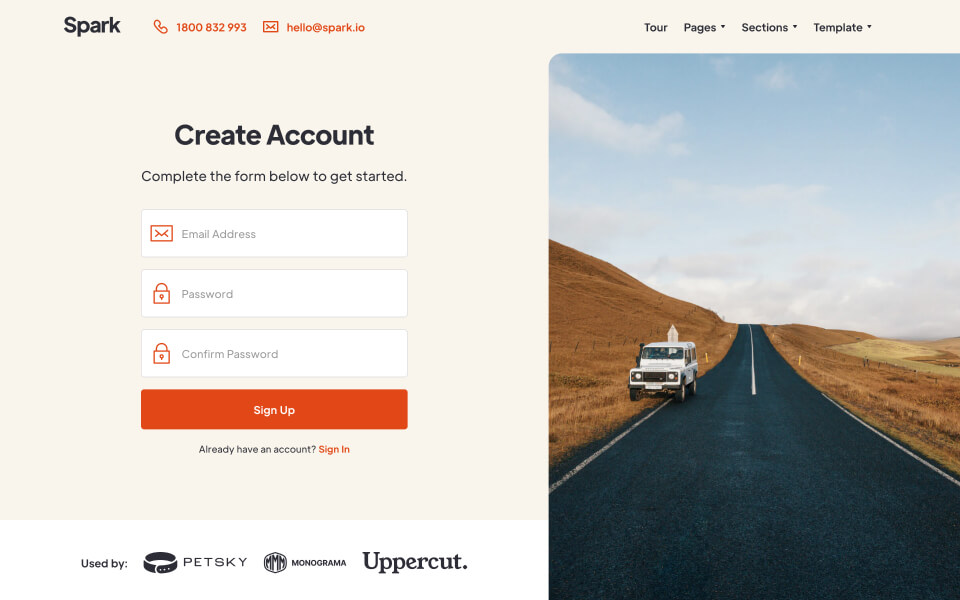 Spark
1800 832 993
hello@spark.io
Tour
Pages
Sections
Template
Create Account
Complete the form below to get started.
Email Address
Password
Confirm Password
Sign Up
Already have an account? Sign In
Used by:
PETSKY
MONOGRAMA
Uppercut.